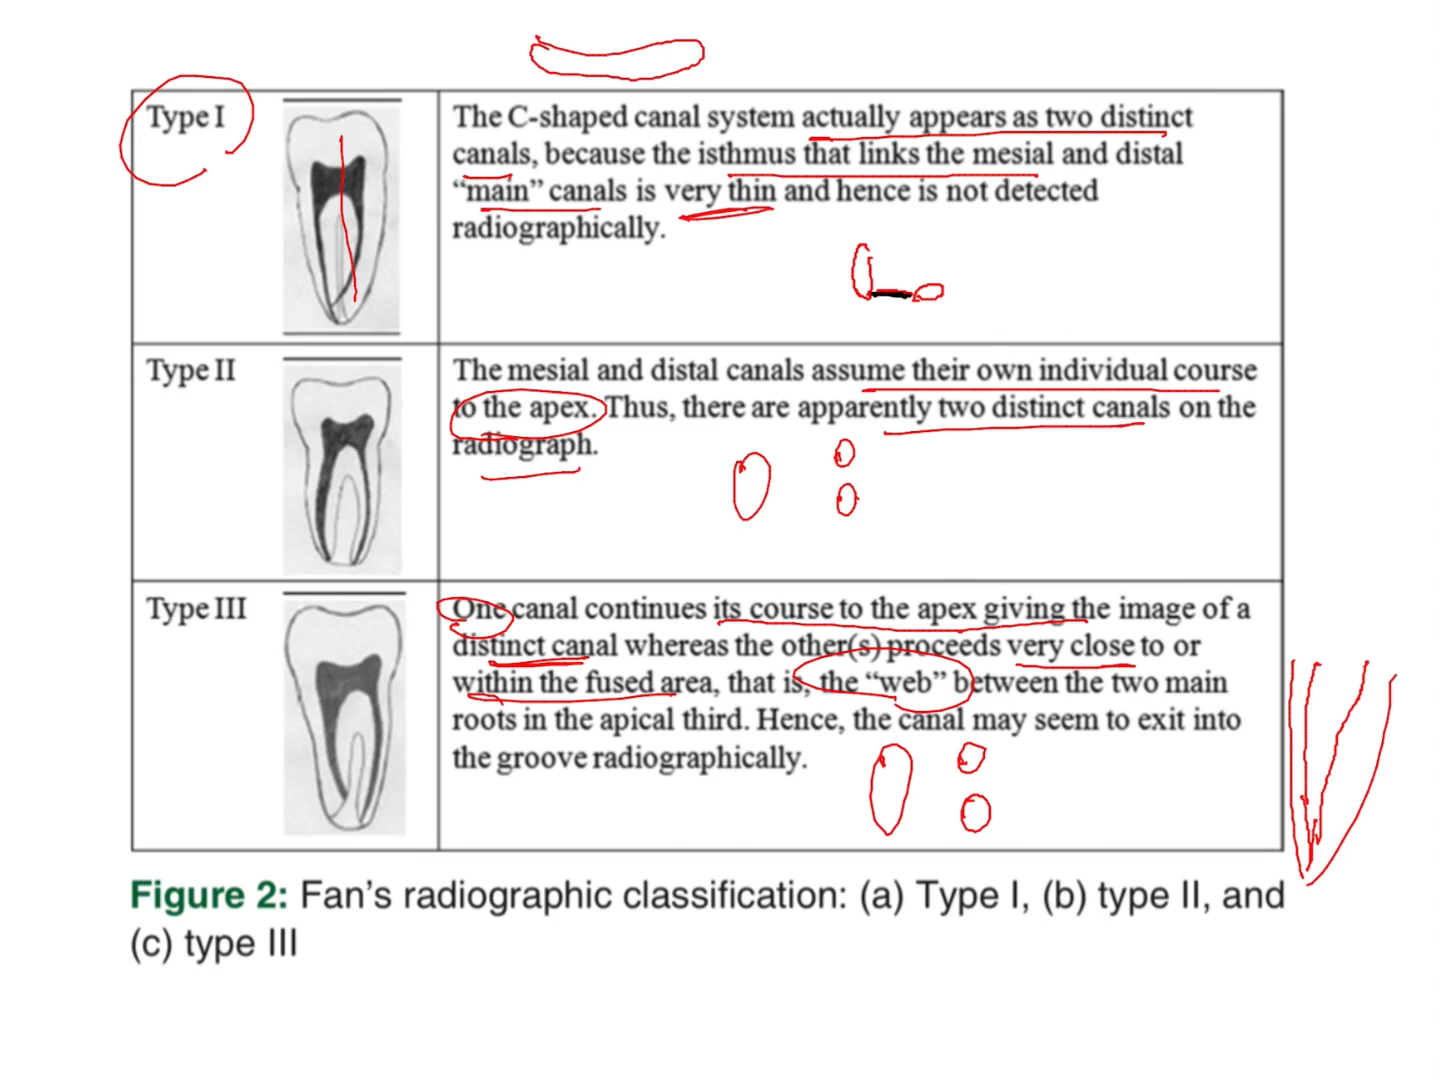 Type I
The C-shaped canal system actually appears as two distinct
canals, because the isthmus that links the mesial and distal
“main” canals is very thin and hence is not detected
radiographically.
Type II
The mesial and distal canals assume their own individual course
to the apex. Thus, there are apparently two distinct canals on the
radiograph.
Type III
One canal continues its course to the apex giving the image of a
distinct canal whereas the other(s) proceeds very close to or
within the fused area, that is, the “web” between the two main
roots in the apical third. Hence, the canal may seem to exit into
the groove radiographically.
Figure 2: Fan’s radiographic classification: (a) Type I, (b) type II, and
(c) type III